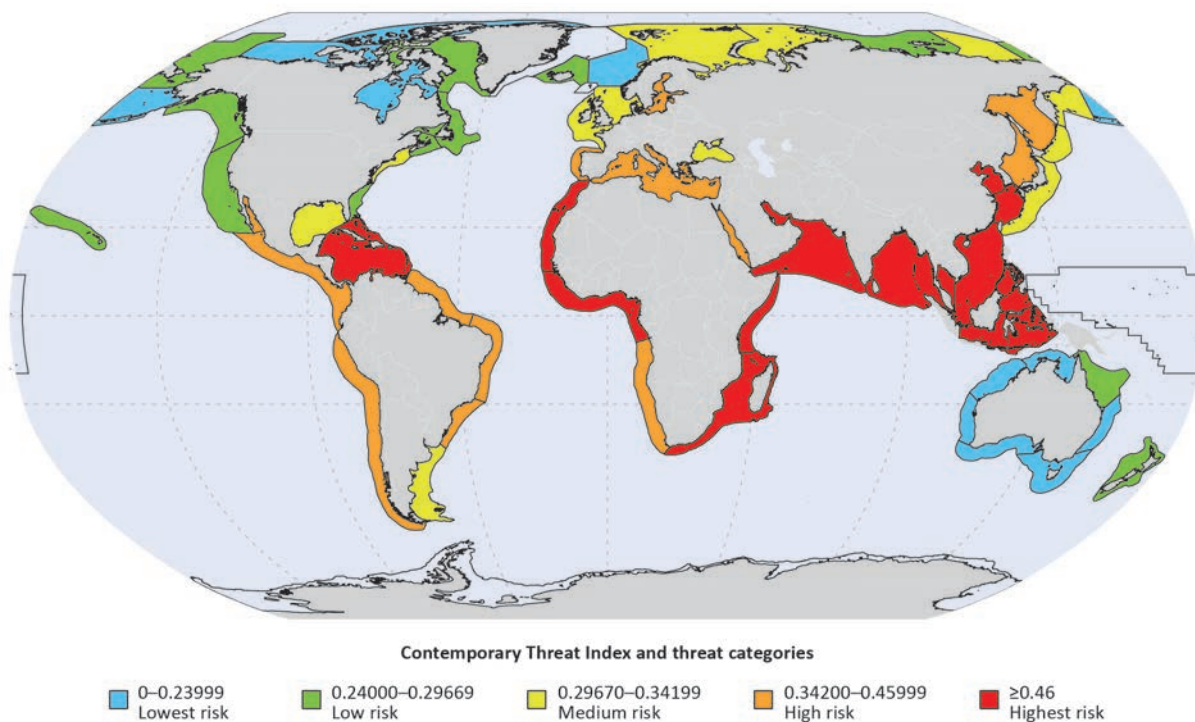 Contemporary Threat Index and threat categories
0–0.23999
Lowest risk
0.24000–0.29669
Low risk
0.29670–0.34199
Medium risk
0.34200–0.45999
High risk
≥0.46
Highest risk